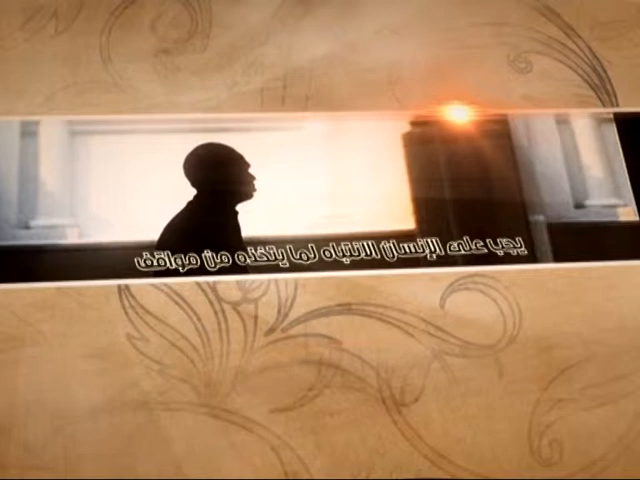 يجب على الإنسان الانتباه لما يتخذه من مواقف